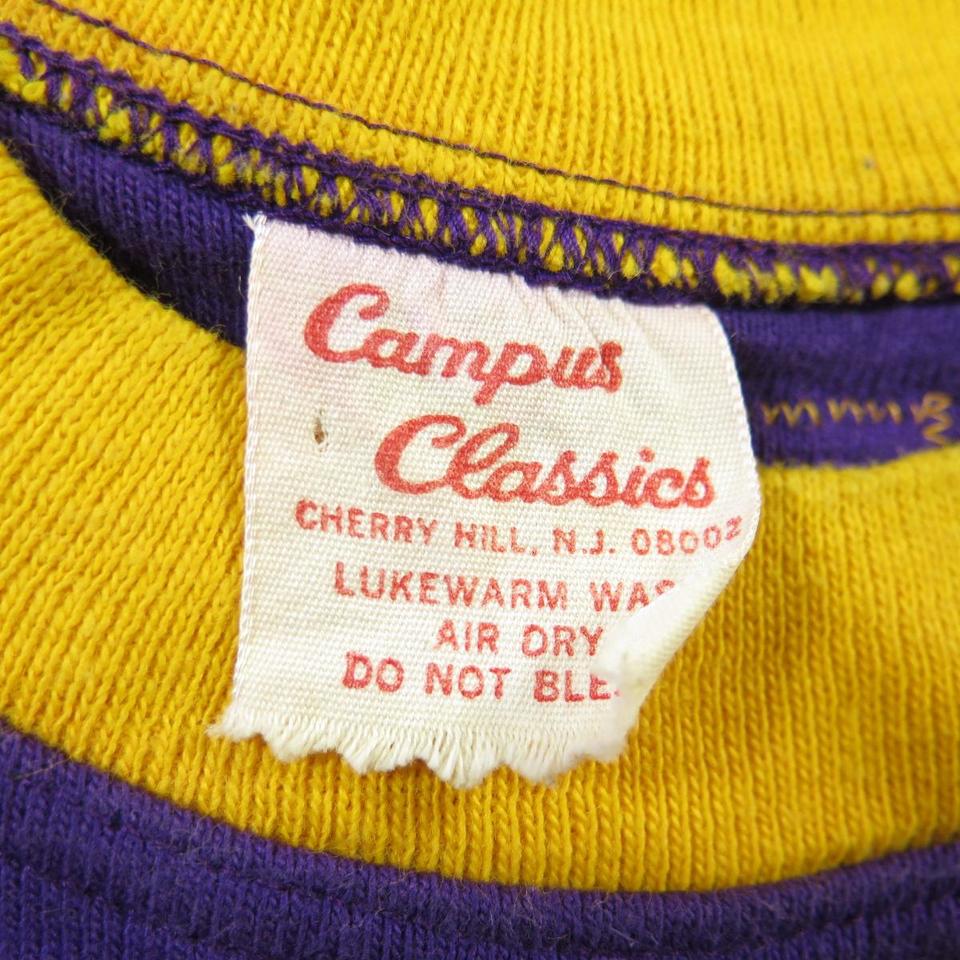 Campus
Classics
CHERRY HILL, N.J. 08002
LUKEWARM WAS
AIR DRY
DO NOT BLE